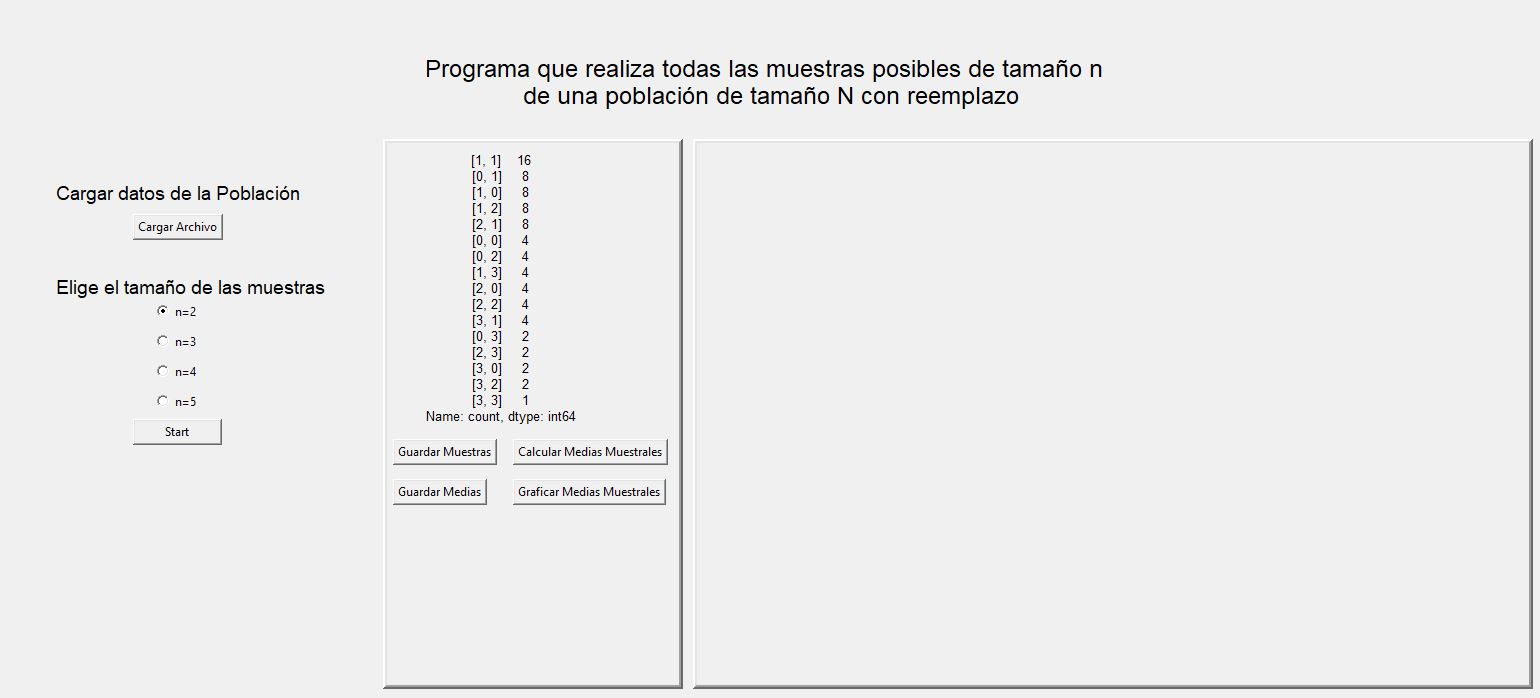 Programa que realiza todas las muestras posibles de tamaño n
de una población de tamaño N con reemplazo
Cargar datos de la Población
Cargar Archivo
Elige el tamaño de las muestras
n=2
n=3
n=4
n=5
Start
[1, 1] 16
[0, 1] 8
[1, 0] 8
[1, 2] 8
[2, 1] 8
[0, 0] 4
[0, 2] 4
[1, 3] 4
[2, 0] 4
[2, 2] 4
[3, 1] 4
[0, 3] 2
[2, 3] 2
[3, 0] 2
[3, 2] 2
[3, 3] 1
Name: count, dtype: int64
Guardar Muestras
Calcular Medias Muestrales
Guardar Medias
Graficar Medias Muestrales